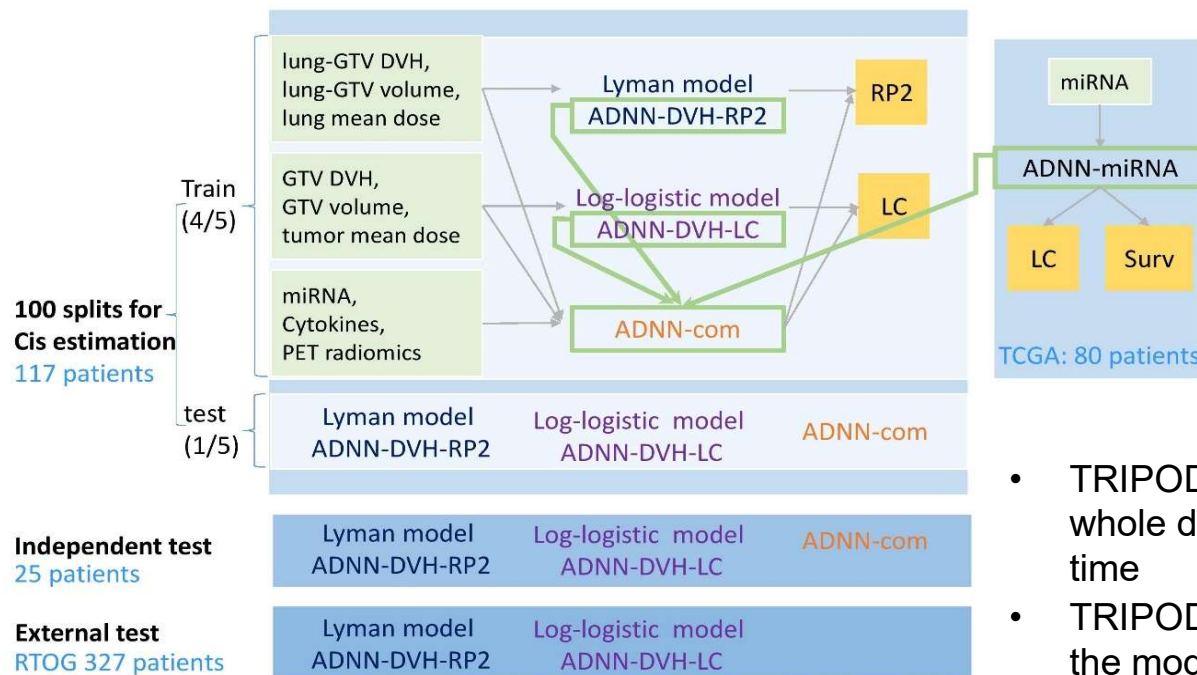 lung-GTV DVH,
lung-GTV volume,
lung mean dose
Lyman model
ADNN-DVH-RP2
RP2
miRNA
Train
(4/5)
GTV DVH,
GTV volume,
tumor mean dose
Log-logistic model
ADNN-DVH-LC
LC
ADNN-miRNA
LC
Surv
miRNA,
Cytokines,
PET radiomics
ADNN-com
TCGA: 80 patients
100 splits for
Cis estimation
117 patients
test
(1/5)
Lyman model
ADNN-DVH-RP2
Log-logistic model
ADNN-DVH-LC
ADNN-com
Independent test
25 patients
Lyman model
ADNN-DVH-RP2
Log-logistic model
ADNN-DVH-LC
ADNN-com
External test
RTOG 327 patients
Lyman model
ADNN-DVH-RP2
Log-logistic model
ADNN-DVH-LC
• TRIPOD
whole d
time
• TRIPOD
the mod